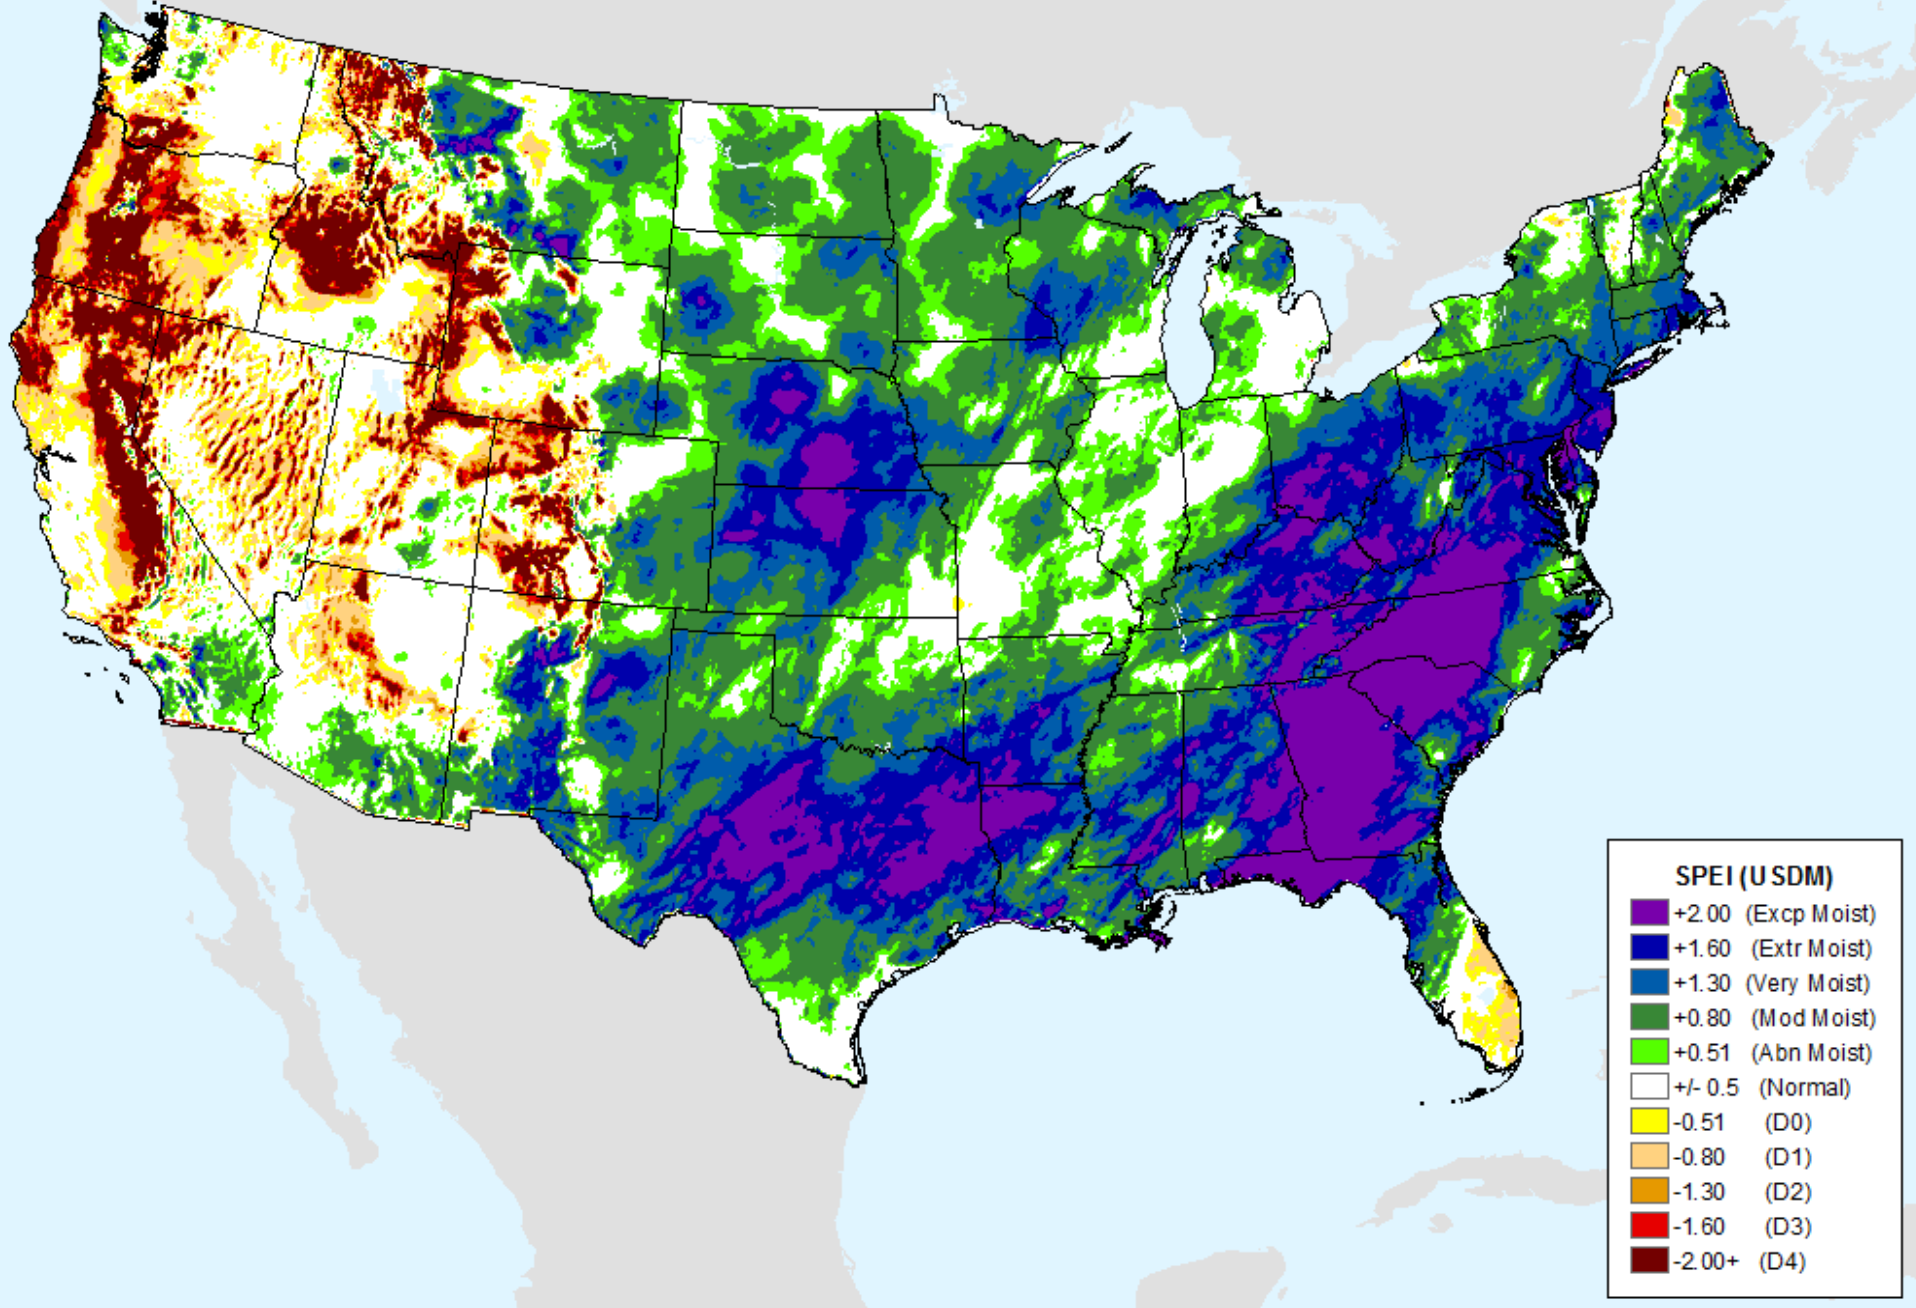 SPEI (USDM)
+2.00 (Excp Moist)
+1.60 (Extr Moist)
+1.30 (Very Moist)
+0.80 (Mod Moist)
+0.51 (Abn Moist)
+/- 0.5 (Normal)
-0.51 (D0)
-0.80 (D1)
-1.30 (D2)
-1.60 (D3)
-2.00+ (D4)